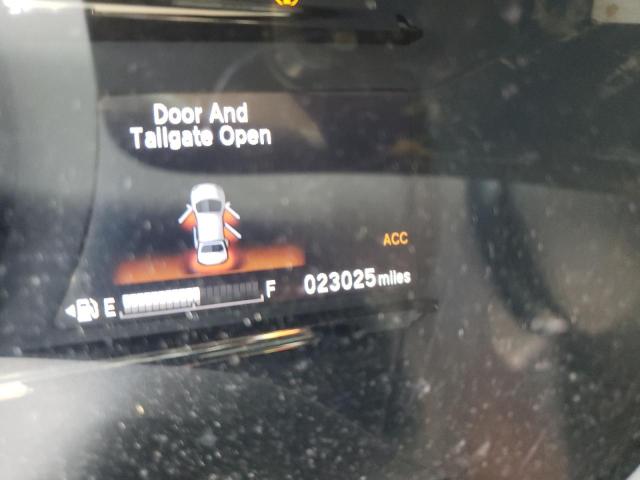 Door And
Tailgate Open
ACC
E F 023025 miles